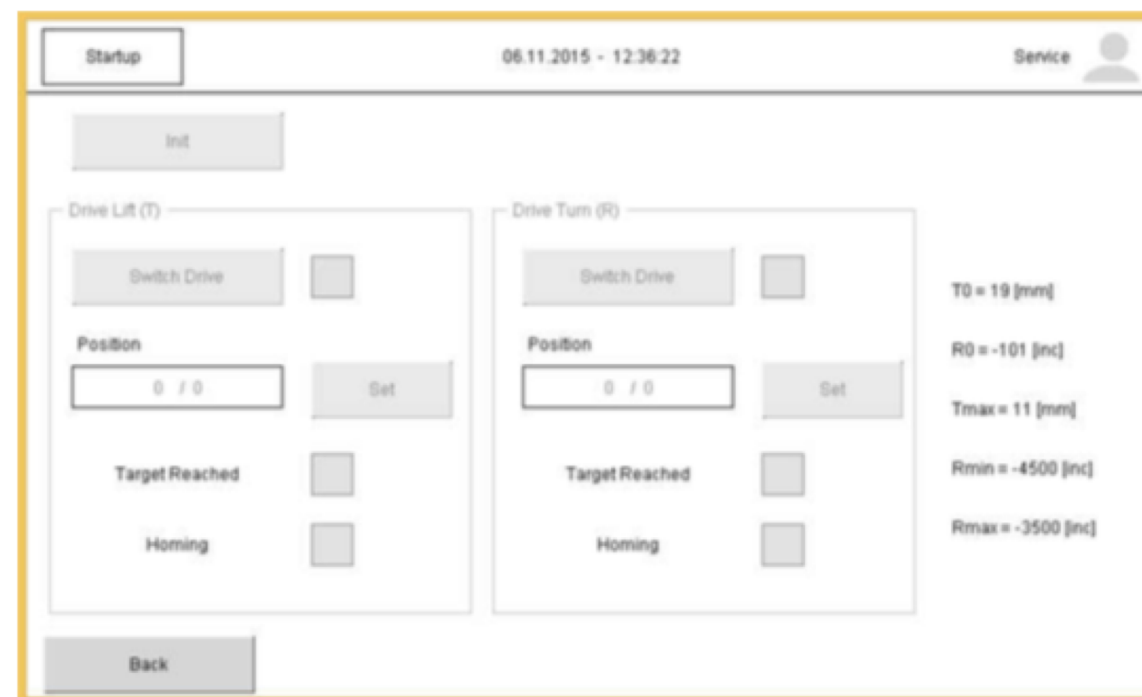 Startup
06.11.2015 - 12:36:22
Service
Init
Drive Lift (T)
Switch Drive
Position
0 / 0
Set
Target Reached
Homing
Drive Turn (R)
Switch Drive
Position
0 / 0
Set
Target Reached
Homing
T0 = 19 [mm]
R0 = -101 [inc]
Tmax = 11 [mm]
Rmin = -4500 [inc]
Rmax = -3500 [inc]
Back